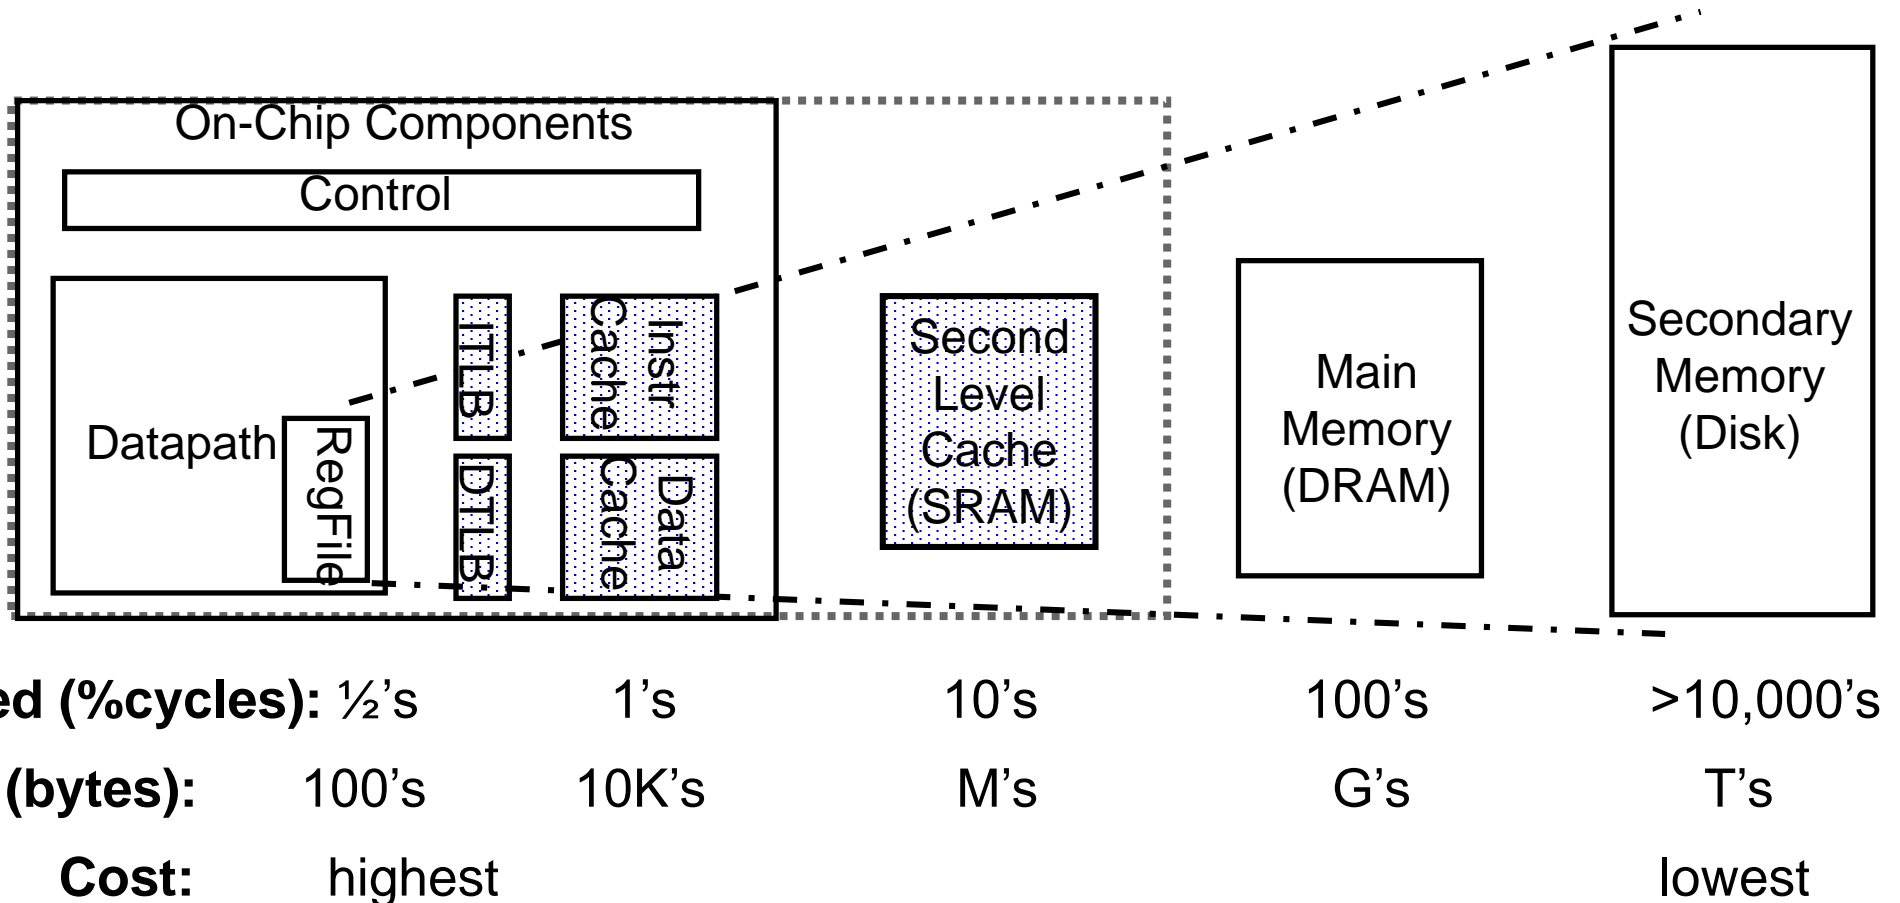 On-Chip Components
Control
Datapath
RegFile
ITLB
DTLB
Instr
Cache
Data
Cache
Second
Level
Cache
(SRAM)
Main
Memory
(DRAM)
Secondary
Memory
(Disk)
ed (%cycles): ½’s 1’s 10’s 100’s >10,000’s
(bytes): 100’s 10K’s M’s G’s T’s
Cost: highest lowest